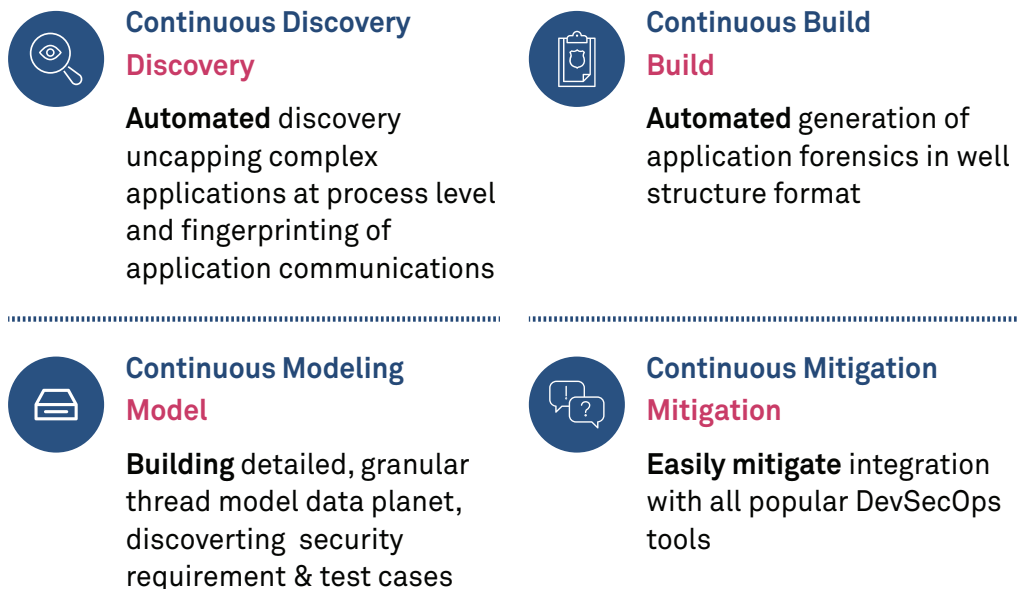 Continuous Discovery
Discovery
Automated discovery
uncapping complex
applications at process level
and fingerprinting of
application communications
Continuous Build
Build
Automated generation of
application forensics in well
structure format
Continuous Modeling
Model
Building detailed, granular
thread model data planet,
discoverting security
requirement & test cases
Continuous Mitigation
Mitigation
Easily mitigate integration
with all popular DevSecOps
tools